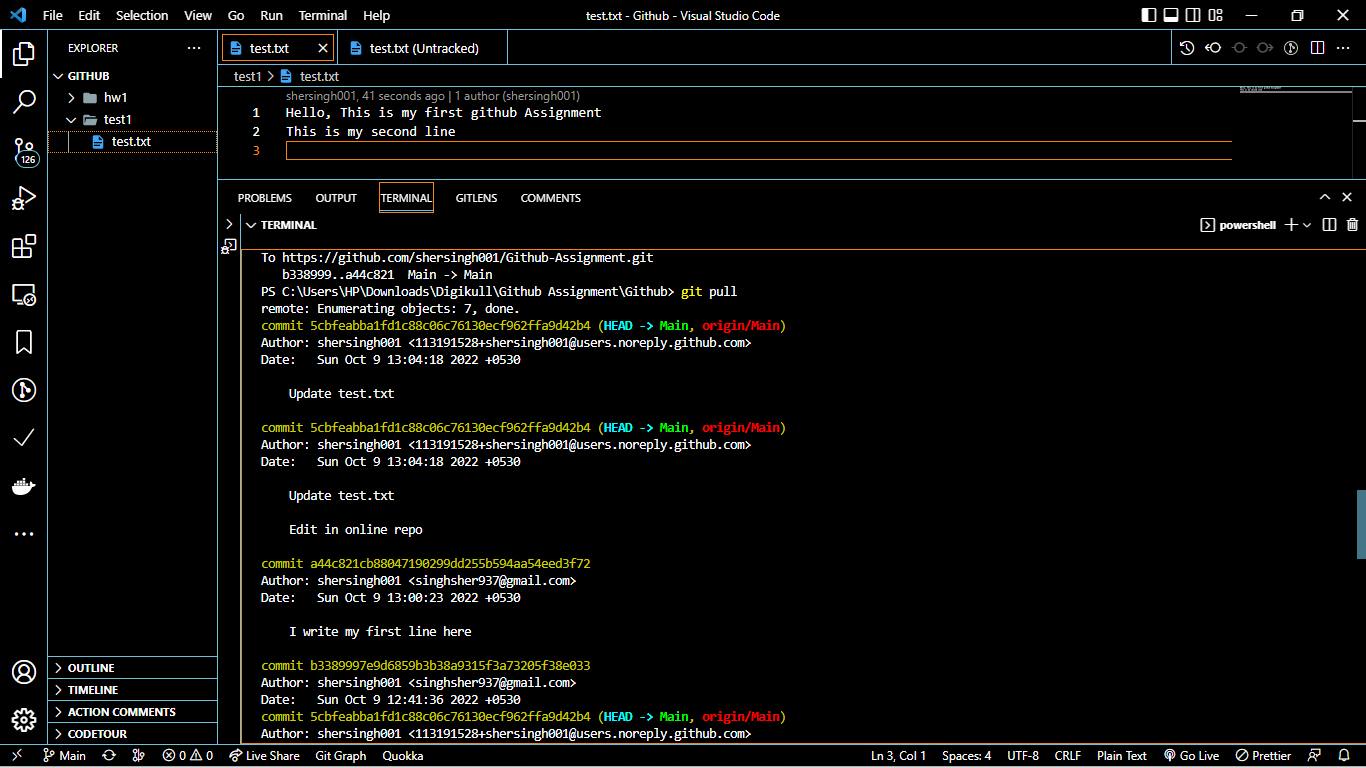 File Edit Selection View Go Run Terminal Help test.txt - Github - Visual Studio Code
EXPLORER
GITHUB
hw1
test1
test.txt
126
OUTLINE
TIMELINE
ACTION COMMENTS
CODETOUR
test.txt test.txt (Untracked)
test1 > test.txt
shersingh001, 41 seconds ago | 1 author (shersingh001)
1 Hello, This is my first github Assignment
2 This is my second line
3
PROBLEMS OUTPUT TERMINAL GITLENS COMMENTS
TERMINAL powershell
To https://github.com/shersingh001/Github-Assignment.git
b338999..a44c821 Main -> Main
PS C:\Users\HP\Downloads\Digikull\Github Assignment\Github> git pull
remote: Enumerating objects: 7, done.
commit 5cbfeabba1fd1c88c06c76130ecf962ffa9d42b4 (HEAD -> Main, origin/Main)
Author: shersingh001 <113191528+shersingh001@users.noreply.github.com>
Date: Sun Oct 9 13:04:18 2022 +0530
Update test.txt
commit 5cbfeabba1fd1c88c06c76130ecf962ffa9d42b4 (HEAD -> Main, origin/Main)
Author: shersingh001 <113191528+shersingh001@users.noreply.github.com>
Date: Sun Oct 9 13:04:18 2022 +0530
Update test.txt
Edit in online repo
commit a44c821cb88047190299dd255b594aa54eed3f72
Author: shersingh001 <singhsher937@gmail.com>
Date: Sun Oct 9 13:00:23 2022 +0530
I write my first line here
commit b3389997e9d6859b3b38a9315f3a73205f38e033
Author: shersingh001 <singhsher937@gmail.com>
Date: Sun Oct 9 12:41:36 2022 +0530
commit 5cbfeabba1fd1c88c06c76130ecf962ffa9d42b4 (HEAD -> Main, origin/Main)
Author: shersingh001 <113191528+shersingh001@users.noreply.github.com>
Main 0 0 Live Share Git Graph Quokka Ln 3, Col 1 Spaces: 4 UTF-8 CRLF Plain Text Go Live Prettier